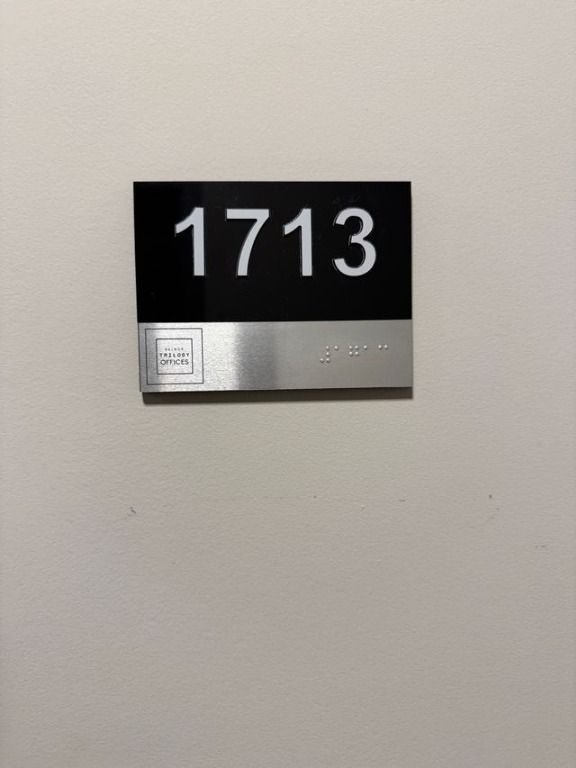 1713
TRILOGY
OFFICES
⠼⠁⠛⠁⠉